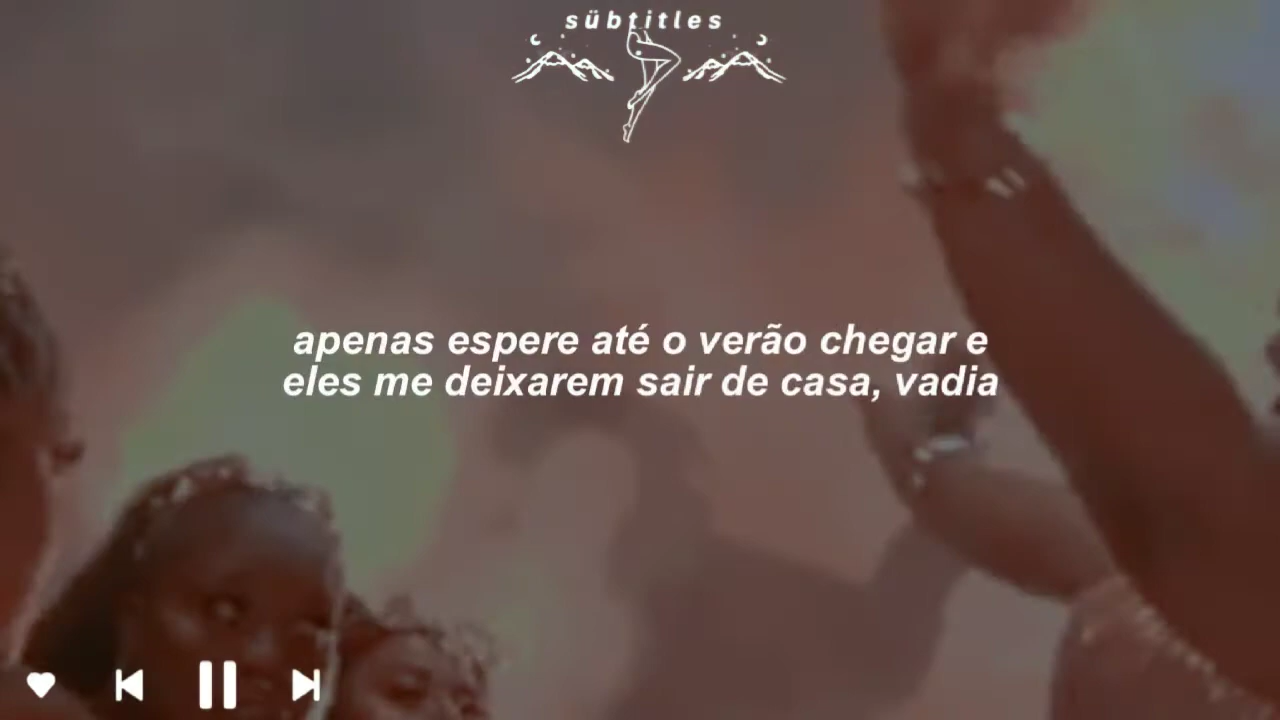 sübtitles
apenas espere até o verão chegar e
eles me deixarem sair de casa, vadia